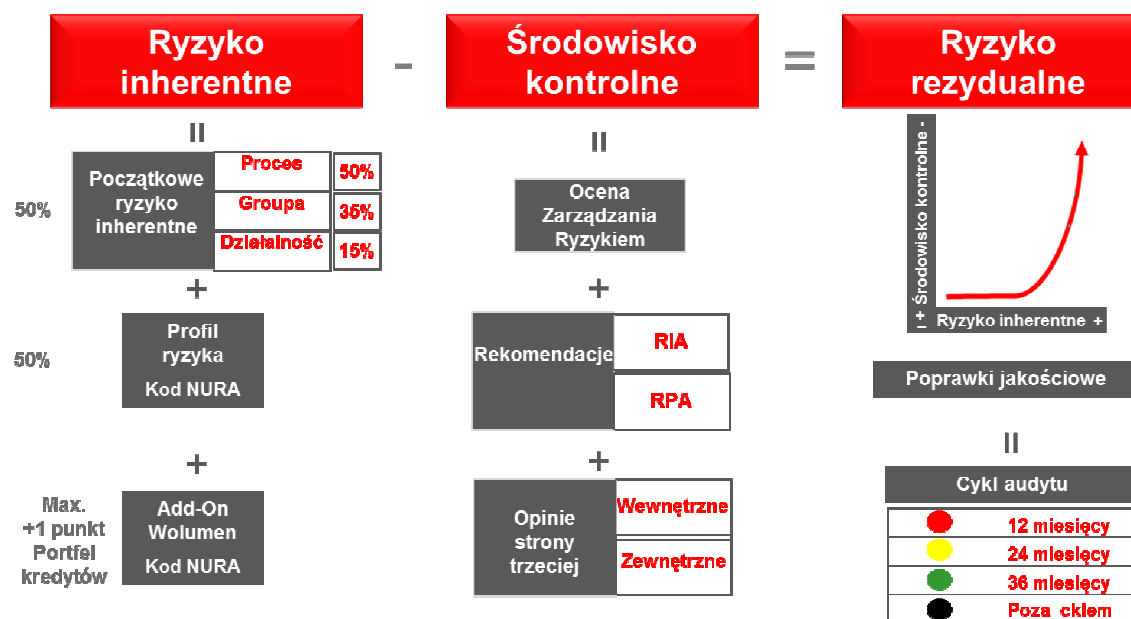 Ryzyko
inherentne
-
Środowisko
kontrolne
=
Ryzyko
rezydualne
=
50%
Początkowe
ryzyko
inherentne
Proces
50%
Groupa
35%
Działalność
15%
+
50%
Profil
ryzyka
Kod NURA
+
Max.
+1 punkt
Portfel
kredytów
Add-On
Wolumen
Kod NURA
=
Ocena
Zarządzania
Ryzykiem
+
Rekomendacje
RIA
RPA
+
Opinie
strony
trzeciej
Wewnętrzne
Zewnętrzne
– + Środowisko kontrolne -
Ryzyko inherentne +
Poprawki jakościowe
=
Cykl audytu
12 miesięcy
24 miesięcy
36 miesięcy
Poza cklem